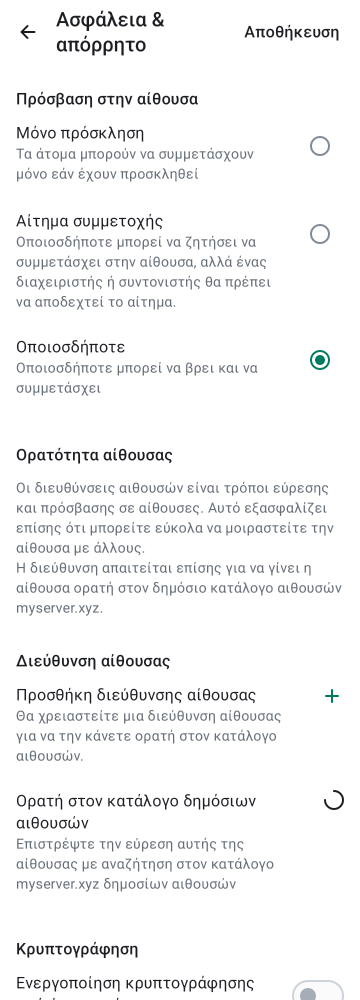 Ασφάλεια &
απόρρητο
Αποθήκευση
Πρόσβαση στην αίθουσα
Μόνο πρόσκληση
Τα άτομα μπορούν να συμμετάσχουν
μόνο εάν έχουν προσκληθεί
Αίτημα συμμετοχής
Οποιοσδήποτε μπορεί να ζητήσει να
συμμετάσχει στην αίθουσα, αλλά ένας
διαχειριστής ή συντονιστής θα πρέπει
να αποδεχτεί το αίτημα.
Οποιοσδήποτε
Οποιοσδήποτε μπορεί να βρει και να
συμμετάσχει
Ορατότητα αίθουσας
Οι διευθύνσεις αιθουσών είναι τρόποι εύρεσης
και πρόσβασης σε αίθουσες. Αυτό εξασφαλίζει
επίσης ότι μπορείτε εύκολα να μοιραστείτε την
αίθουσα με άλλους.
Η διεύθυνση απαιτείται επίσης για να γίνει η
αίθουσα ορατή στον δημόσιο κατάλογο αιθουσών
myserver.xyz.
Διεύθυνση αίθουσας
Προσθήκη διεύθυνσης αίθουσας
Θα χρειαστείτε μια διεύθυνση αίθουσας
για να την κάνετε ορατή στον κατάλογο
αιθουσών.
Ορατή στον κατάλογο δημόσιων
αιθουσών
Επιστρέψτε την εύρεση αυτής της
αίθουσας με αναζήτηση στον κατάλογο
myserver.xyz δημοσίων αιθουσών
Κρυπτογράφηση
Ενεργοποίηση κρυπτογράφησης